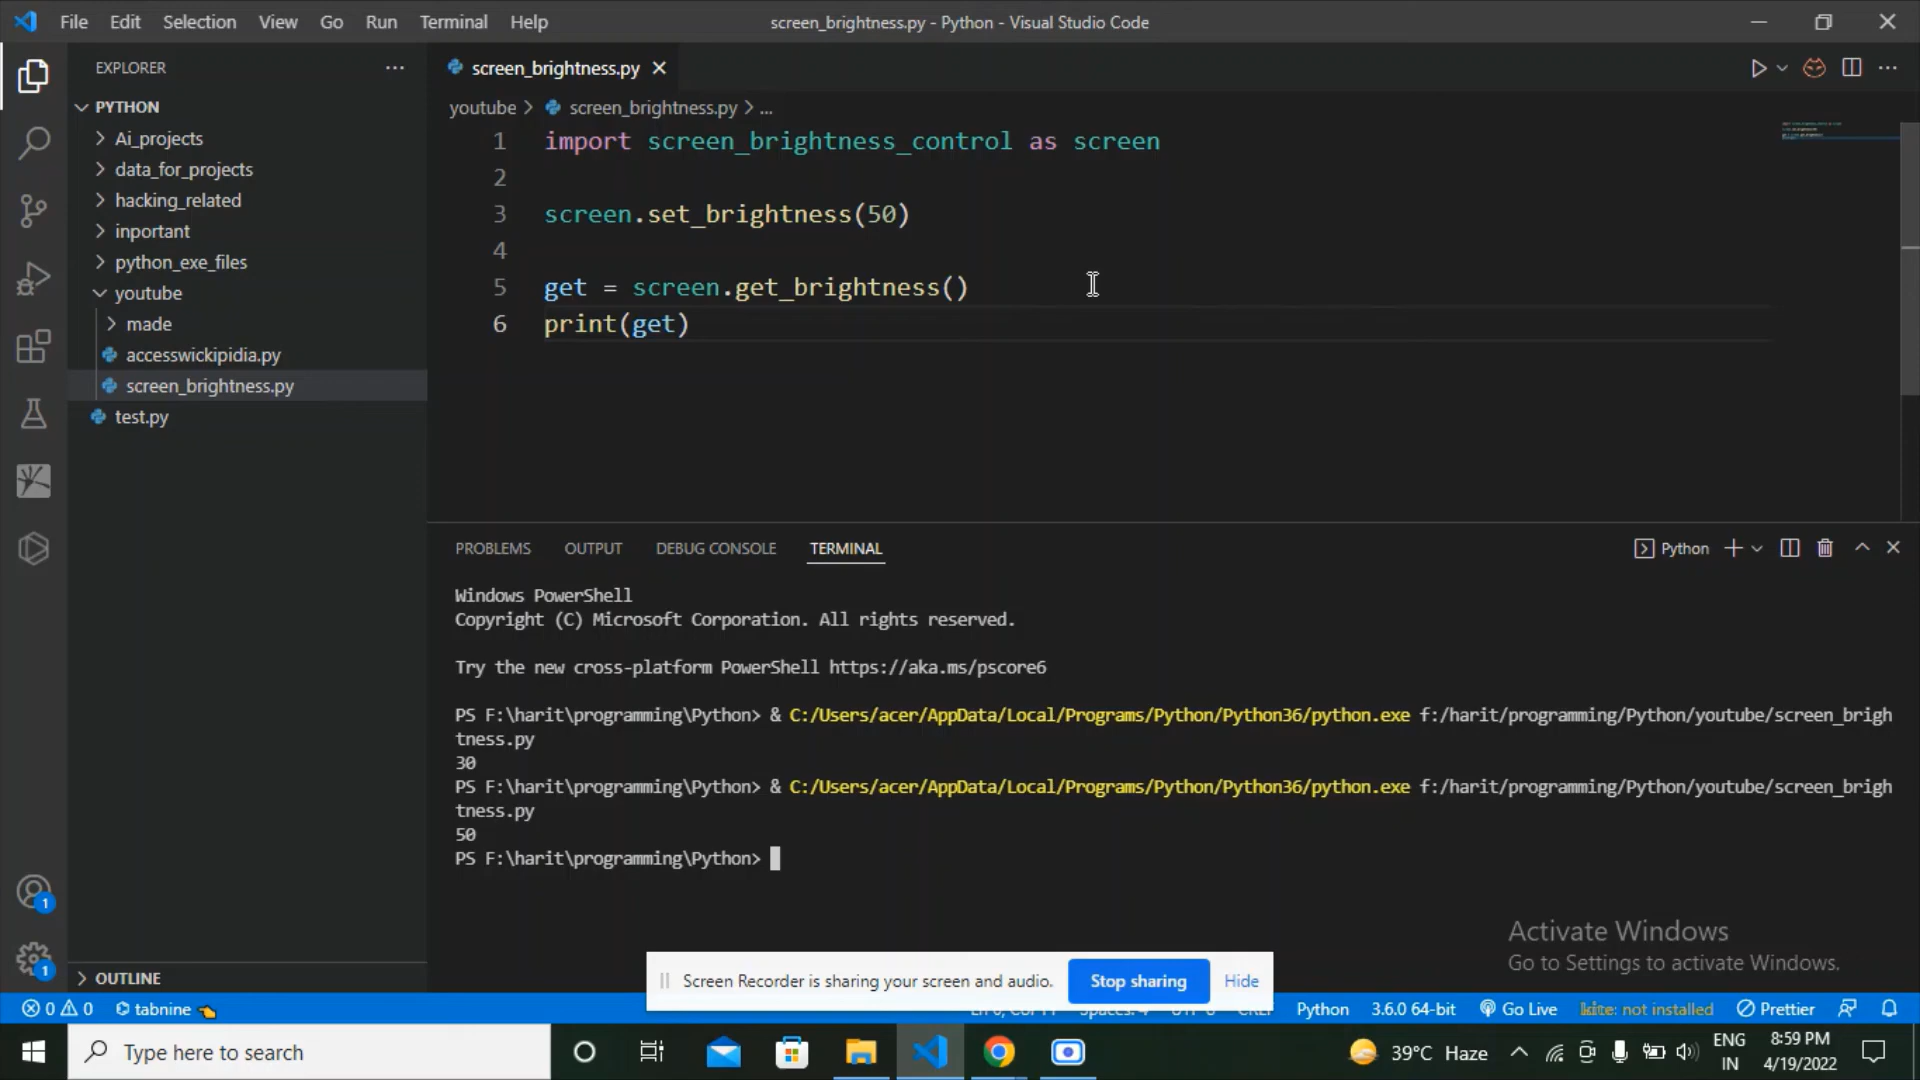 File Edit Selection View Go Run Terminal Help
screen_brightness.py - Python - Visual Studio Code
EXPLORER
PYTHON
Ai_projects
data_for_projects
hacking_related
inportant
python_exe_files
youtube
made
accesswickipidia.py
screen_brightness.py
test.py
OUTLINE
screen_brightness.py
youtube > screen_brightness.py > ...
1 import screen_brightness_control as screen
2
3 screen.set_brightness(50)
4
5 get = screen.get_brightness()
6 print(get)
PROBLEMS OUTPUT DEBUG CONSOLE TERMINAL
Python
Windows PowerShell
Copyright (C) Microsoft Corporation. All rights reserved.
Try the new cross-platform PowerShell https://aka.ms/pscore6
PS F:\harit\programming\Python> & C:/Users/acer/AppData/Local/Programs/Python/Python36/python.exe f:/harit/programming/Python/youtube/screen_brigh
tness.py
30
PS F:\harit\programming\Python> & C:/Users/acer/AppData/Local/Programs/Python/Python36/python.exe f:/harit/programming/Python/youtube/screen_brigh
tness.py
50
PS F:\harit\programming\Python>
Activate Windows
Go to Settings to activate Windows.
Screen Recorder is sharing your screen and audio. Stop sharing Hide
1
1
0 0 tabnine
Python 3.6.0 64-bit Go Live kite: not installed Prettier
Type here to search
39°C Haze
ENG
IN
8:59 PM
4/19/2022